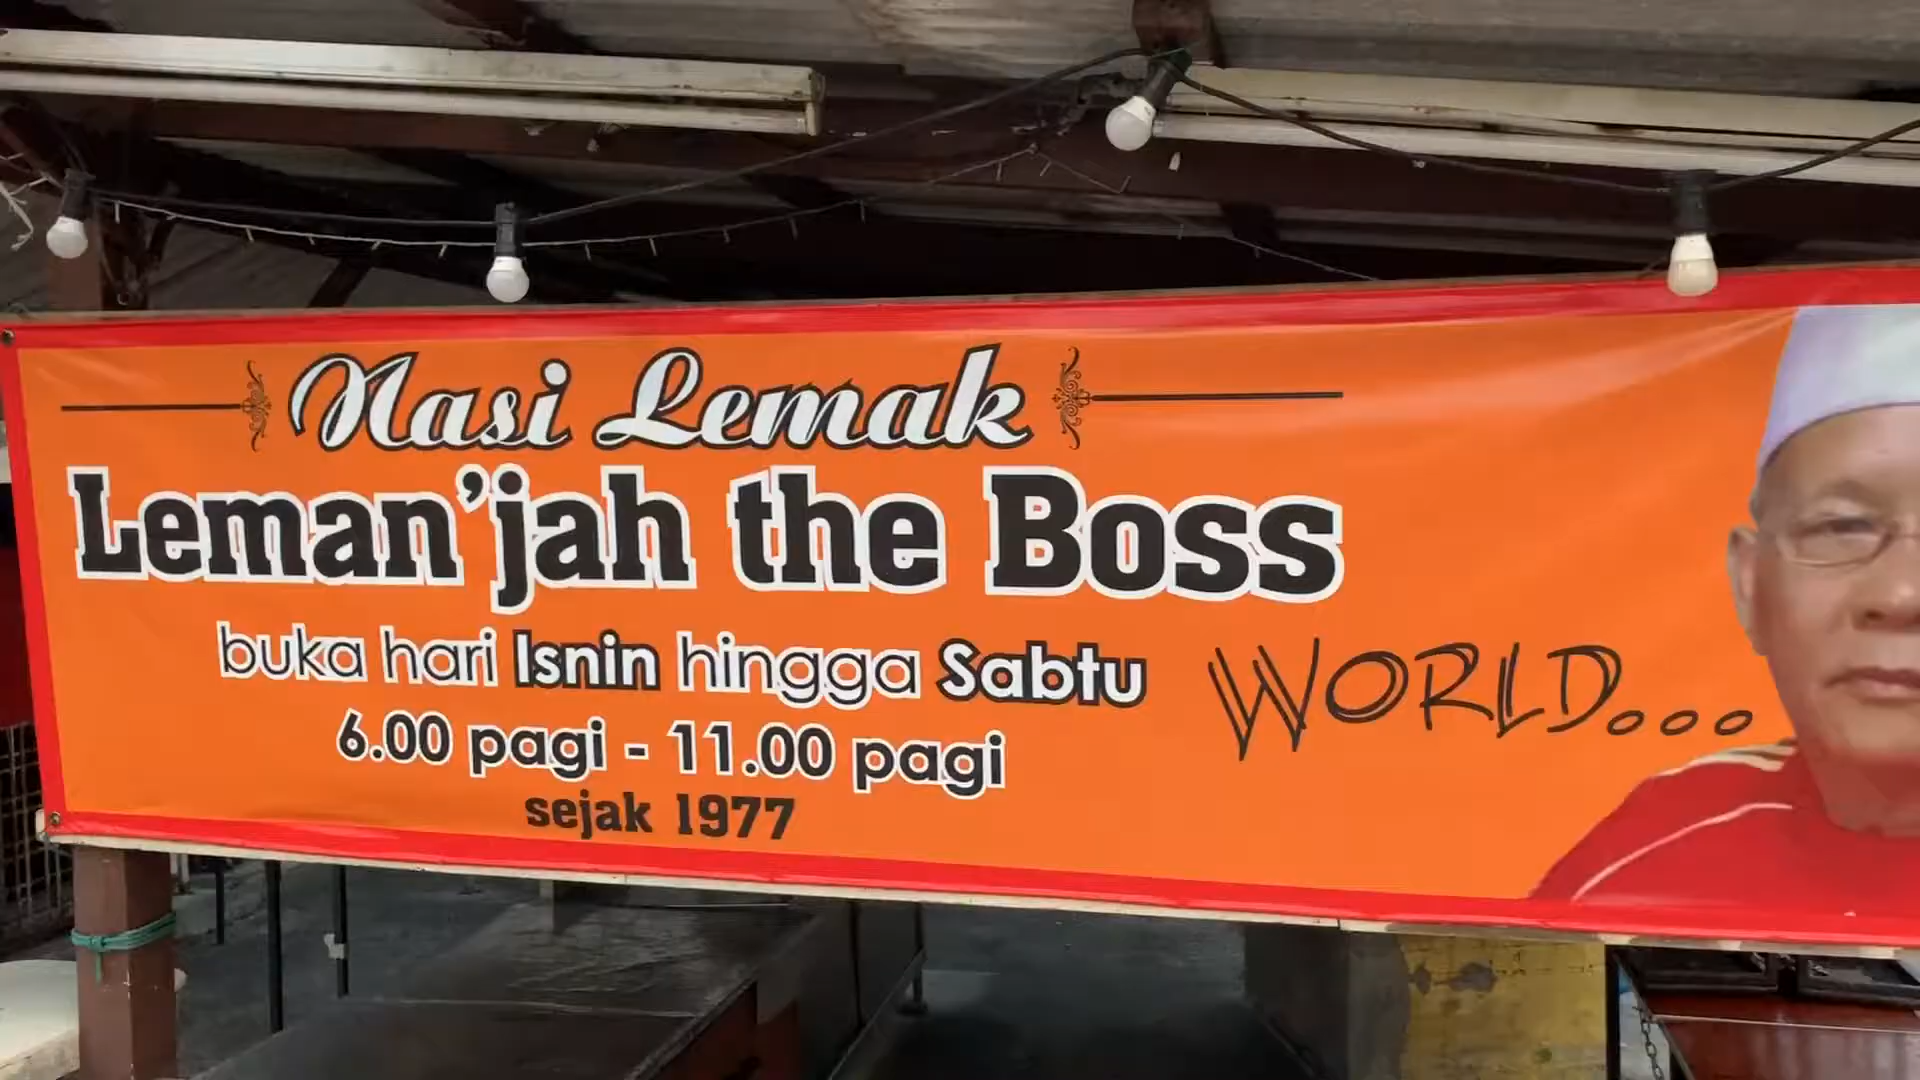 Nasi Lemak
Leman'jah the Boss
buka hari Isnin hingga Sabtu
WORLD...
6.00 pagi - 11.00 pagi
sejak 1977